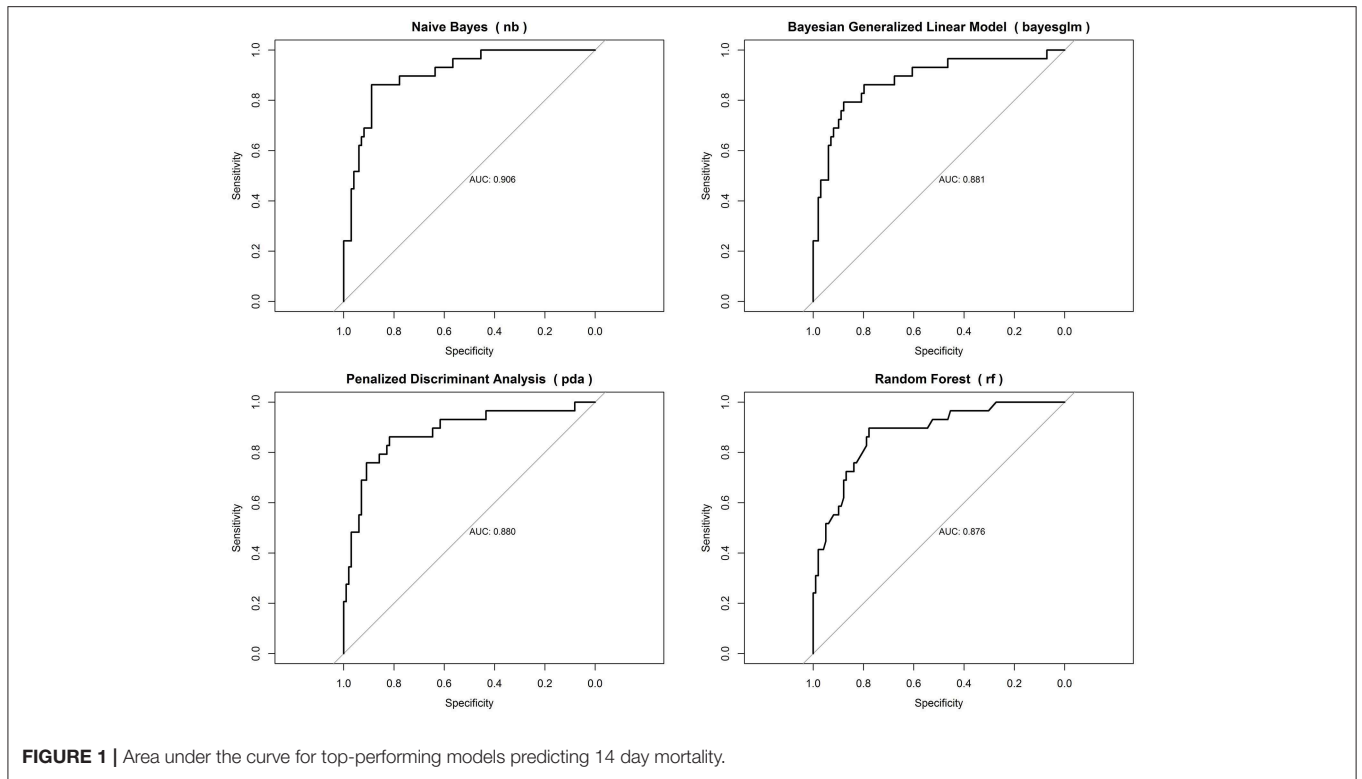 Naive Bayes ( nb )
Sensitivity
1.0
0.8
0.6
0.4
0.2
0.0
AUC: 0.906
1.0 0.8 0.6 0.4 0.2 0.0
Specificity
Bayesian Generalized Linear Model ( bayesglm )
Sensitivity
1.0
0.8
0.6
0.4
0.2
0.0
AUC: 0.881
1.0 0.8 0.6 0.4 0.2 0.0
Specificity
Penalized Discriminant Analysis ( pda )
Sensitivity
1.0
0.8
0.6
0.4
0.2
0.0
AUC: 0.880
1.0 0.8 0.6 0.4 0.2 0.0
Specificity
Random Forest ( rf )
Sensitivity
1.0
0.8
0.6
0.4
0.2
0.0
AUC: 0.876
1.0 0.8 0.6 0.4 0.2 0.0
Specificity
FIGURE 1 | Area under the curve for top-performing models predicting 14 day mortality.